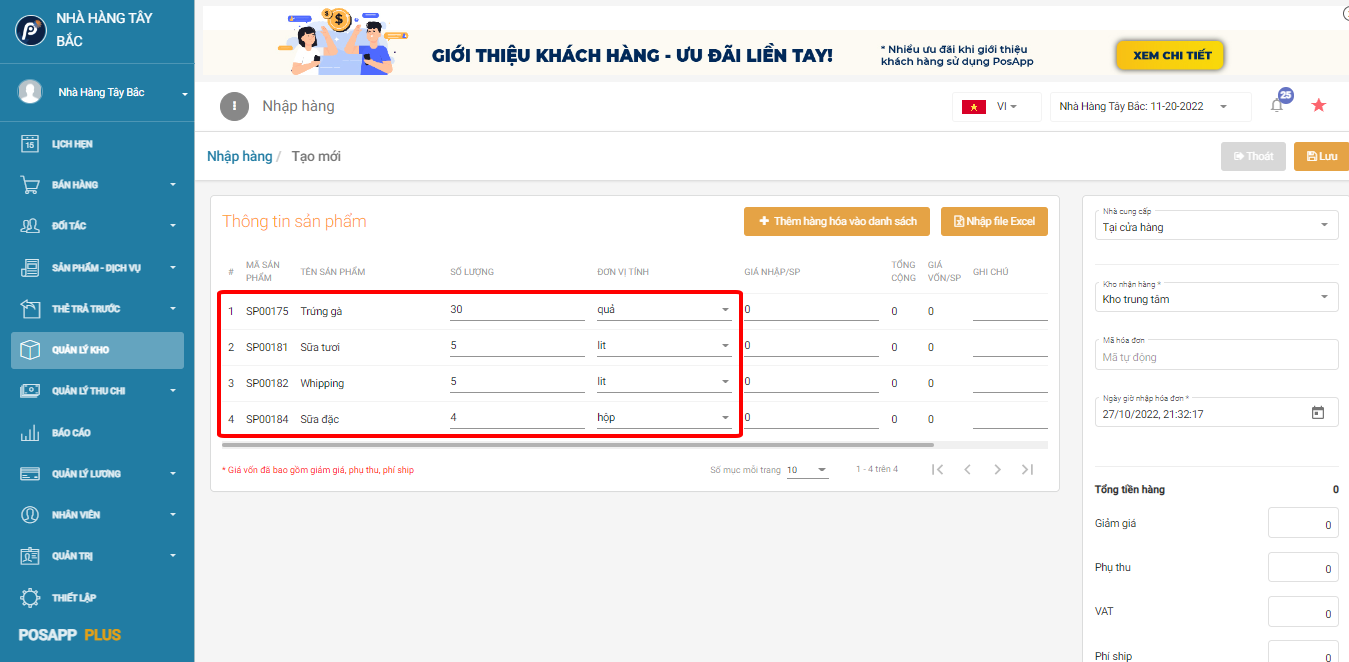 NHÀ HÀNG TÂY
BẮC
Nhà Hàng Tây Bắc
LỊCH HẸN
BÁN HÀNG
ĐỐI TÁC
SẢN PHẨM - DỊCH VỤ
THẺ TRẢ TRƯỚC
QUẢN LÝ KHO
QUẢN LÝ THU CHI
BÁO CÁO
QUẢN LÝ LƯƠNG
NHÂN VIÊN
QUẢN TRỊ
THIẾT LẬP
POSAPP PLUS
GIỚI THIỆU KHÁCH HÀNG - ƯU ĐÃI LIỀN TAY!
* Nhiều ưu đãi khi giới thiệu
khách hàng sử dụng PosApp
XEM CHI TIẾT
Nhập hàng
VI
Nhà Hàng Tây Bắc: 11-20-2022
25
Nhập hàng / Tạo mới
Thoát
Lưu
Thông tin sản phẩm
Thêm hàng hóa vào danh sách
Nhập file Excel
# MÃ SẢN PHẨM TÊN SẢN PHẨM SỐ LƯỢNG ĐƠN VỊ TÍNH GIÁ NHẬP/SP TỔNG CỘNG GIÁ VỐN/SP GHI CHÚ
1 SP00175 Trứng gà 30 quả 0 0 0
2 SP00181 Sữa tươi 5 lit 0 0 0
3 SP00182 Whipping 5 lit 0 0 0
4 SP00184 Sữa đặc 4 hộp 0 0 0
* Giá vốn đã bao gồm giảm giá, phụ thu, phí ship
Số mục mỗi trang 10 1 - 4 trên 4
Nhà cung cấp
Tại cửa hàng
Kho nhận hàng *
Kho trung tâm
Mã hóa đơn
Mã tự động
Ngày giờ nhập hóa đơn *
27/10/2022, 21:32:17
Tổng tiền hàng 0
Giảm giá 0
Phụ thu 0
VAT 0
Phí ship 0